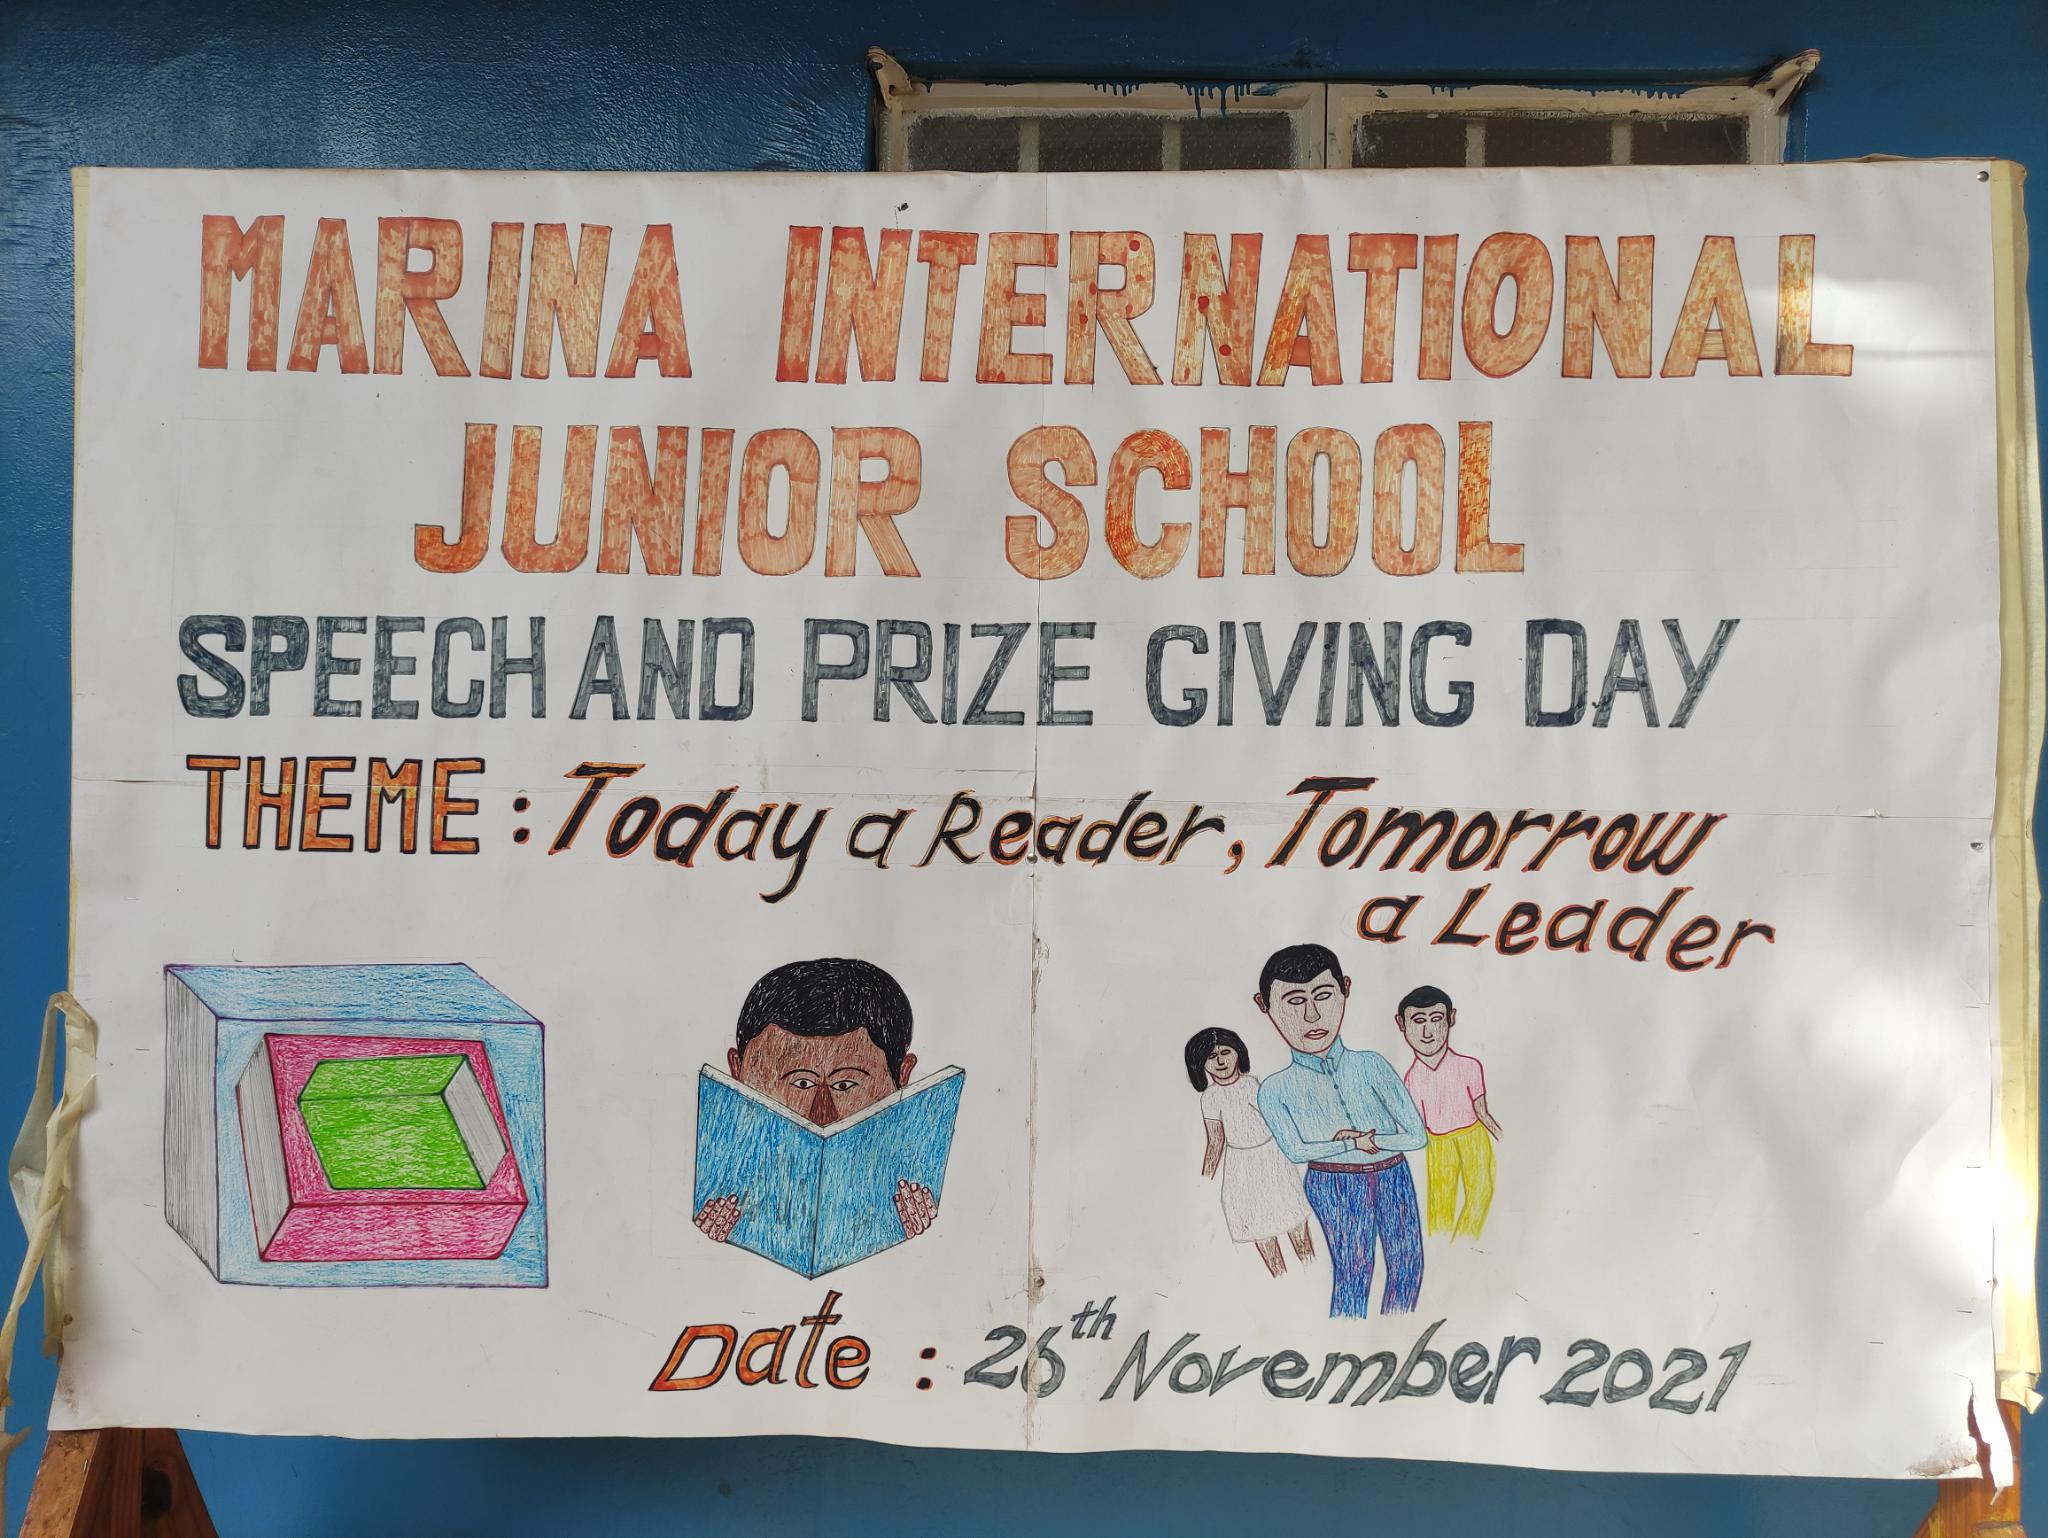 MARINA INTERNATIONAL
JUNIOR SCHOOL
SPEECH AND PRIZE GIVING DAY
THEME : Today a Reader, Tomorrow
a Leader
Date : 26th November 2021